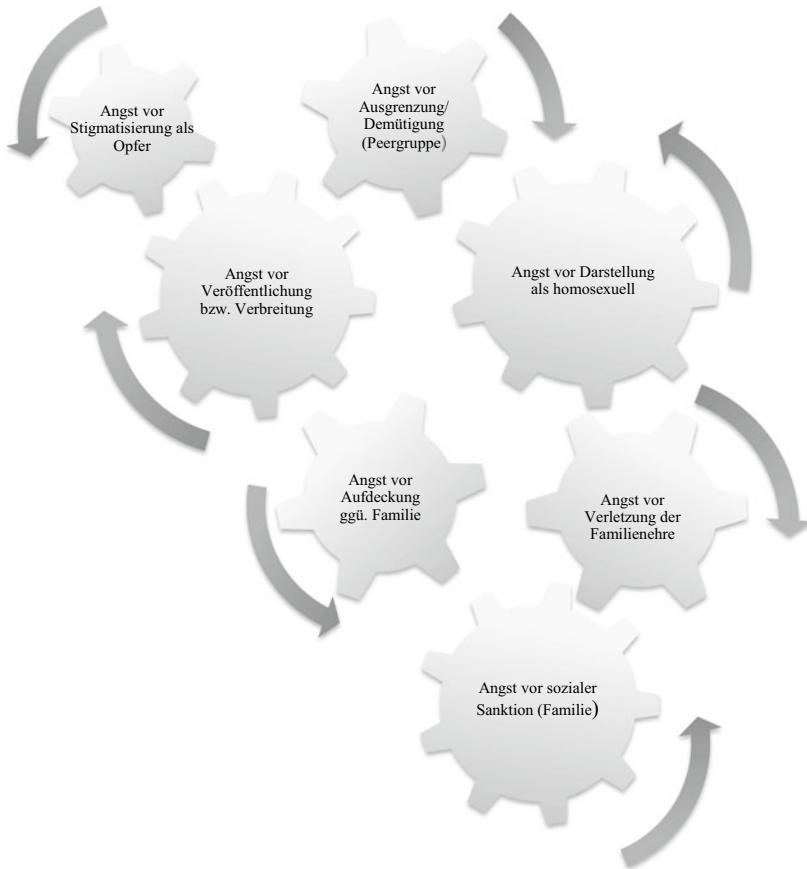 Angst vor
Stigmatisierung als
Opfer
Angst vor
Ausgrenzung/
Demütigung
(Peergruppe)
Angst vor
Veröffentlichung
bzw. Verbreitung
Angst vor Darstellung
als homosexuell
Angst vor
Aufdeckung
ggü. Familie
Angst vor
Verletzung der
Familienehre
Angst vor sozialer
Sanktion (Familie)